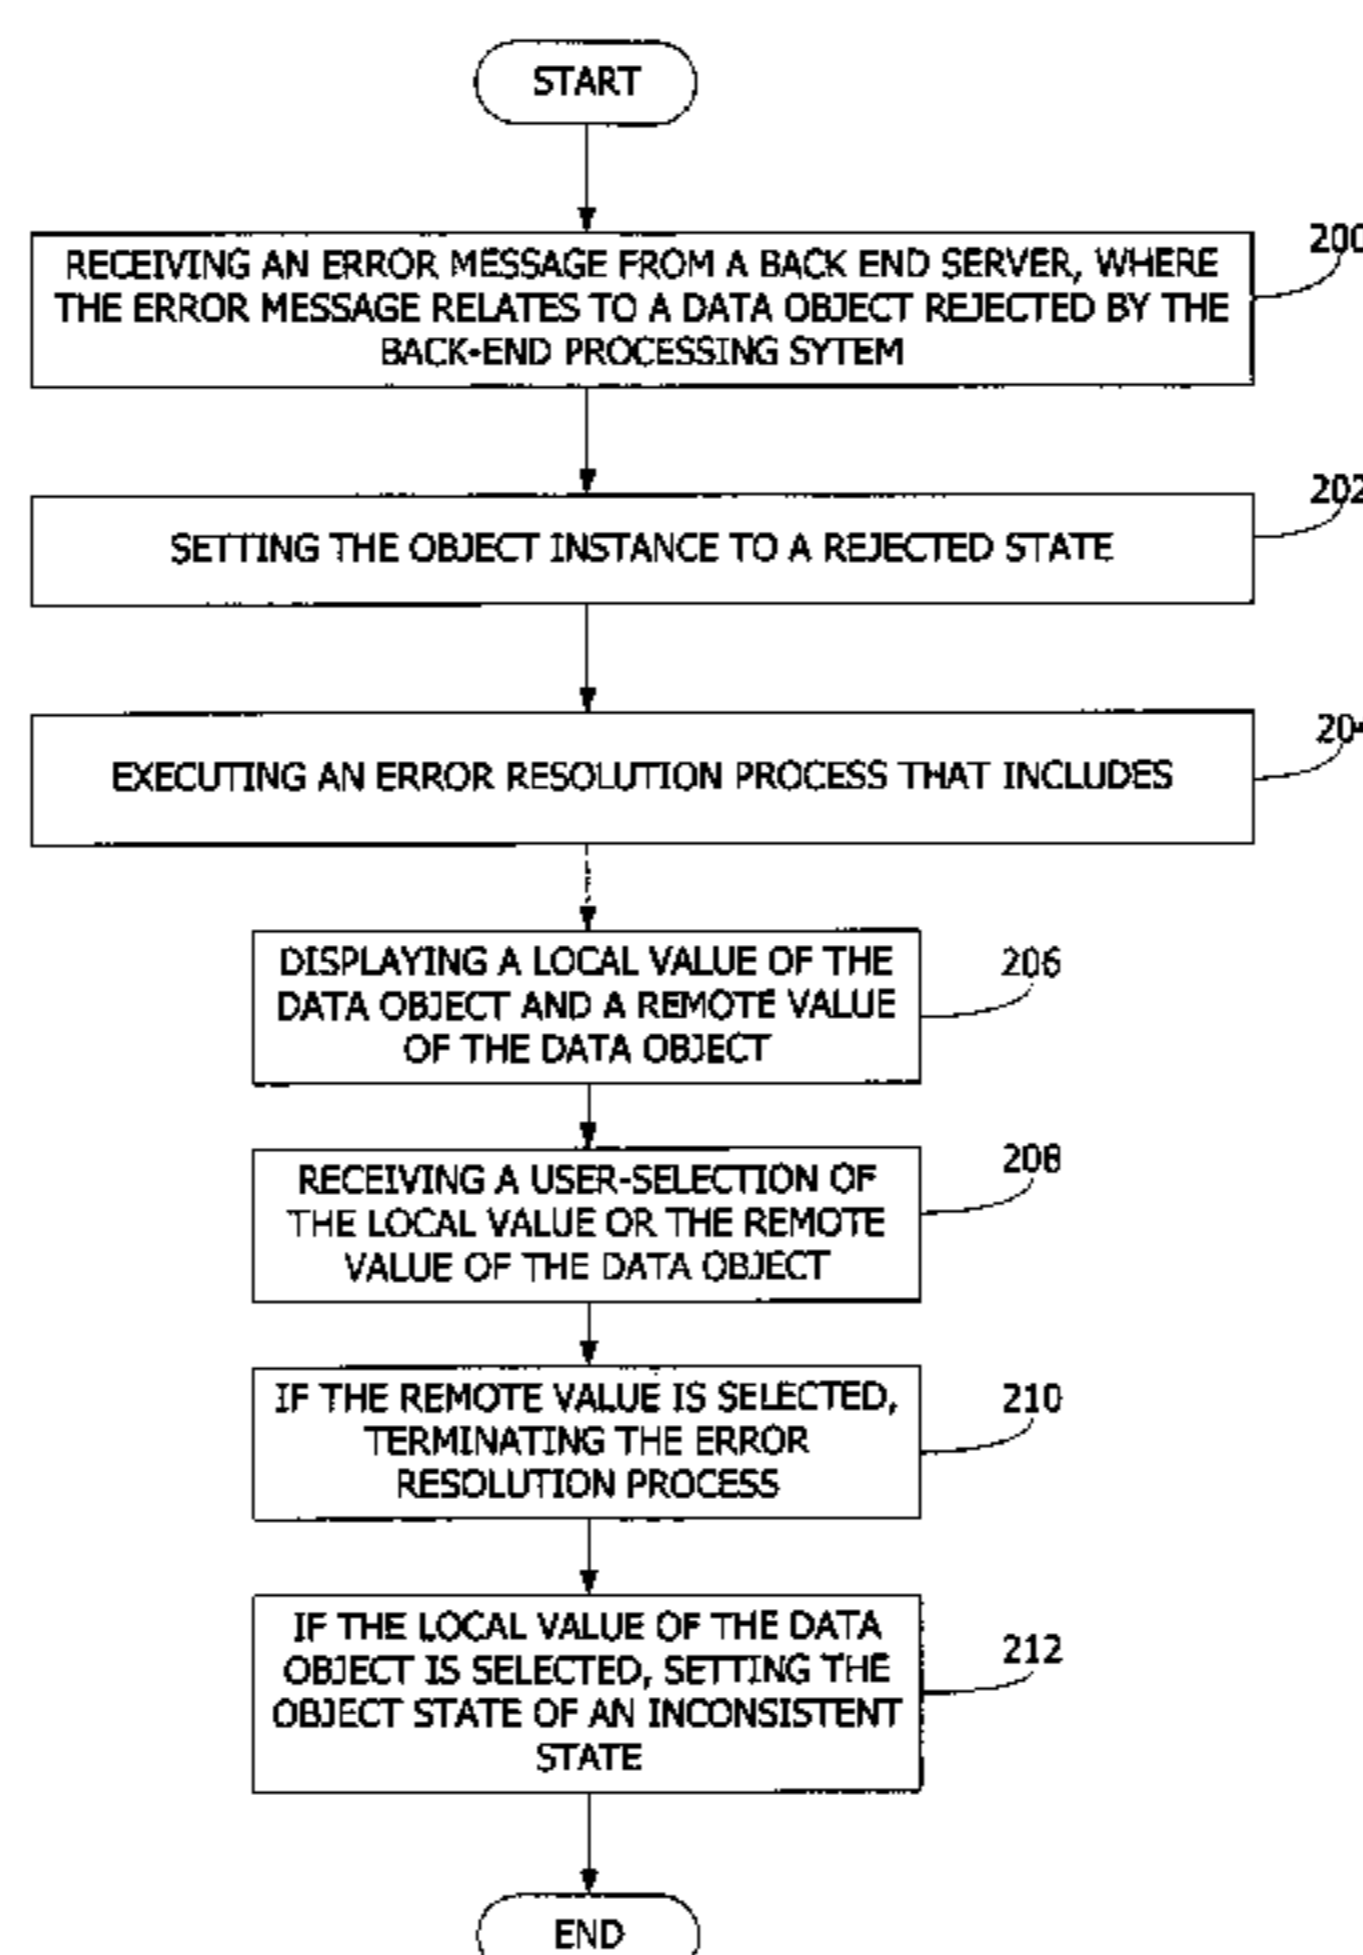 START
RECEIVING AN ERROR MESSAGE FROM A BACK END SERVER, WHERE
THE ERROR MESSAGE RELATES TO A DATA OBJECT REJECTED BY THE
BACK-END PROCESSING SYTEM
200
SETTING THE OBJECT INSTANCE TO A REJECTED STATE
202
EXECUTING AN ERROR RESOLUTION PROCESS THAT INCLUDES
DISPLAYING A LOCAL VALUE OF THE
DATA OBJECT AND A REMOTE VALUE
OF THE DATA OBJECT
206
RECEIVING A USER-SELECTION OF
THE LOCAL VALUE OR THE REMOTE
VALUE OF THE DATA OBJECT
208
IF THE REMOTE VALUE IS SELECTED,
TERMINATING THE ERROR
RESOLUTION PROCESS
210
IF THE LOCAL VALUE OF THE DATA
OBJECT IS SELECTED, SETTING THE
OBJECT STATE OF AN INCONSISTENT
STATE
212
END